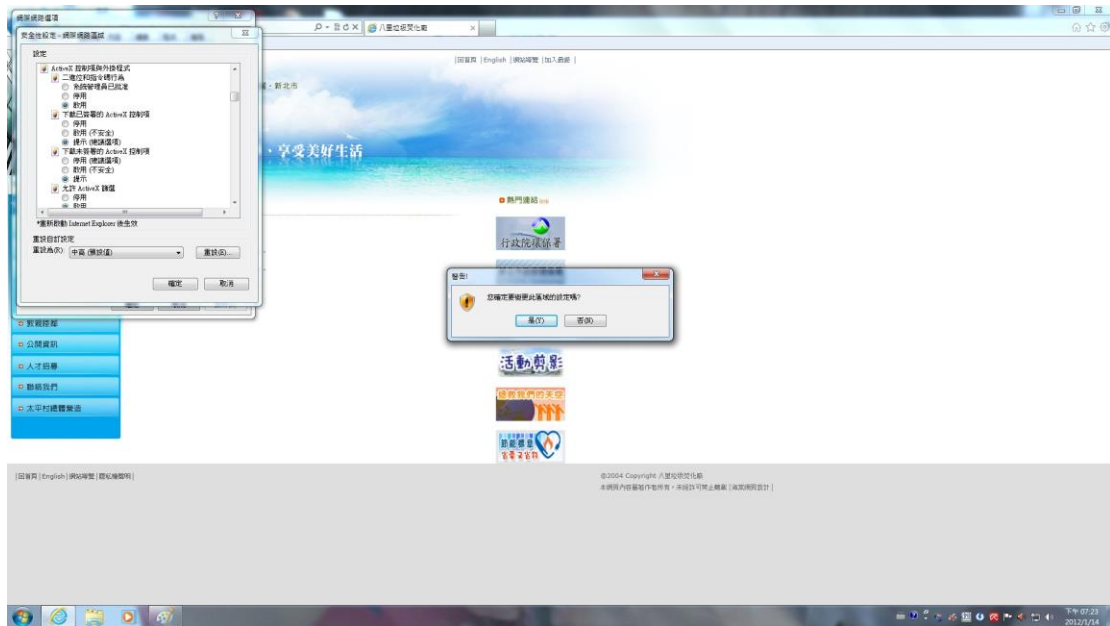 網際網路選項
安全性設定 - 網際網路區域
設定
ActiveX 控制項與外掛程式
二進位和指令碼行為
系統管理員已批准
停用
啟用
下載已簽署的 ActiveX 控制項
停用
啟用 (不安全)
提示 (建議選項)
下載未簽署的 ActiveX 控制項
停用 (建議選項)
啟用 (不安全)
提示
允許 ActiveX 篩選
停用
啟用
*重新啟動 Internet Explorer 後生效
重設自訂設定
重設為(R):
中高 (預設值)
重設(E)...
確定
取消
八里垃圾焚化廠
|回首頁 |English |網站導覽 |加入最愛 |
新北市
、享受美好生活
熱門連結 link
行政院環保署
警告!
您確定要變更此區域的設定嗎?
是(Y)
否(N)
活動剪影
敦親睦鄰
公開資訊
人才招募
聯絡我們
太平村總體營造
|回首頁|English|網站導覽|隱私權聲明|
©2004 Copyright 八里垃圾焚化廠
下午 07:23
2012/1/14